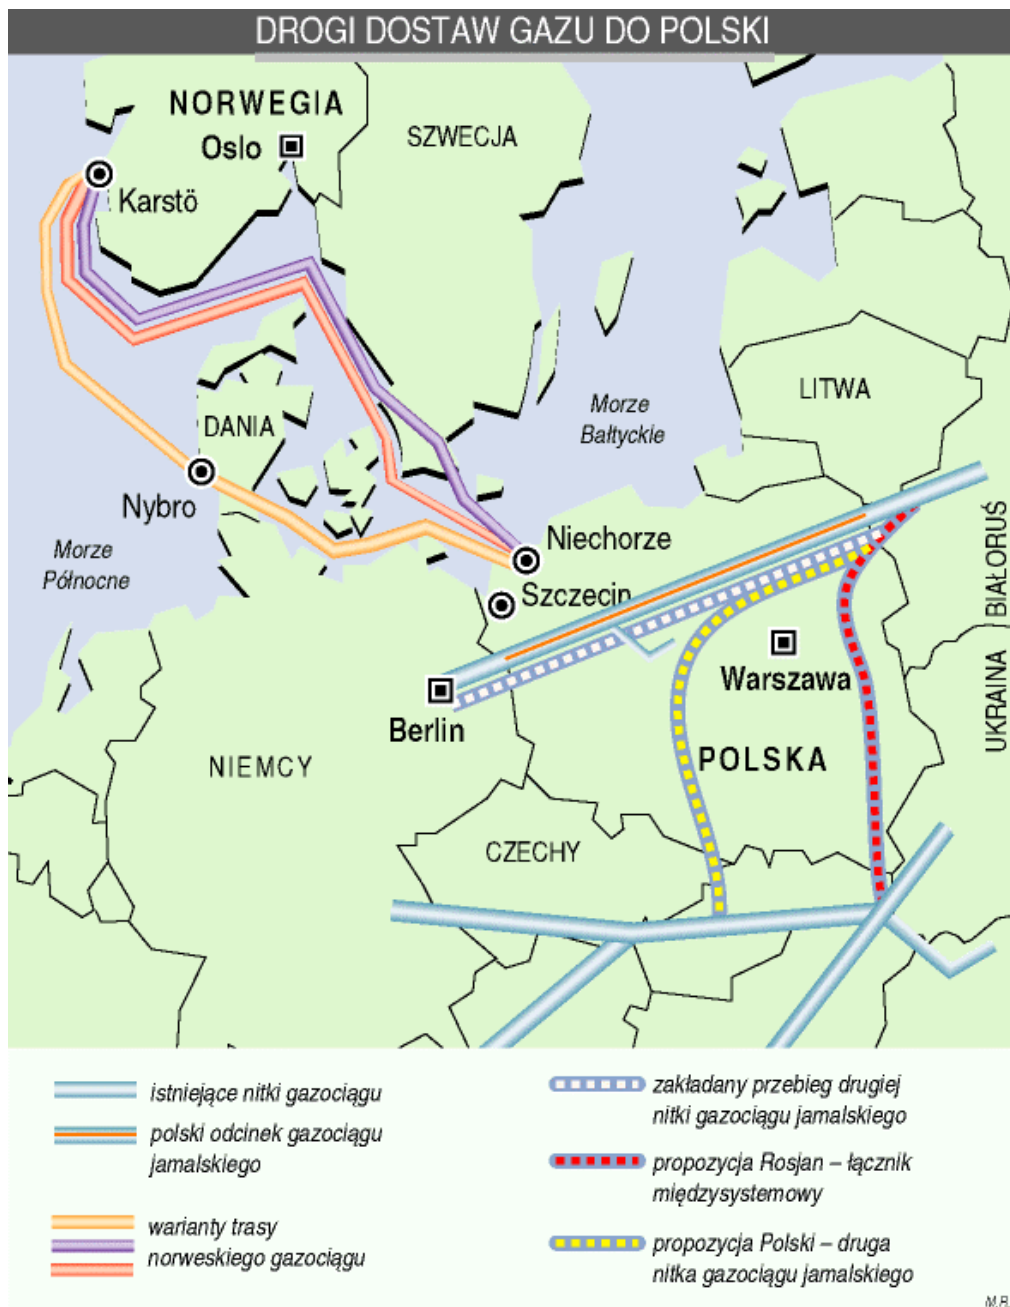 DROGI DOSTAW GAZU DO POLSKI
NORWEGIA
Oslo
SZWECJA
Karstö
LITWA
Morze
Bałtyckie
DANIA
Nybro
Morze
Północne
Niechorze
Szczecin
BIAŁORUŚ
Warszawa
UKRAINA
Berlin
NIEMCY
POLSKA
CZECHY
istniejące nitki gazociągu
polski odcinek gazociągu
jamalskiego
warianty trasy
norweskiego gazociągu
zakładany przebieg drugiej
nitki gazociągu jamalskiego
propozycja Rosjan – łącznik
międzysystemowy
propozycja Polski – druga
nitka gazociągu jamalskiego